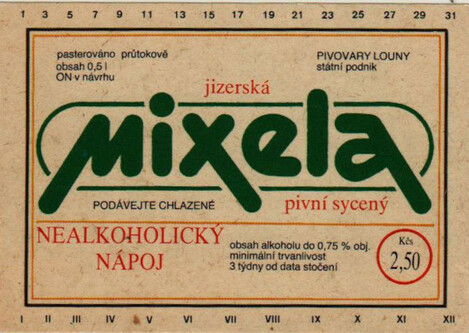 1 3 5 7 9 11 13 15 17 19 21 23 25 27 29 31
pasterováno průtokově
obsah 0,5 l
ON v návrhu
PIVOVARY LOUNY
státní podnik
jizerská
mixela
PODÁVEJTE CHLAZENÉ
pivní sycený
NEALKOHOLICKÝ
NÁPOJ
obsah alkoholu do 0,75 % obj.
minimální trvanlivost
3 týdny od data stočení
Kčs
2,50
I II III IV V VI VII VIII IX X XI XII